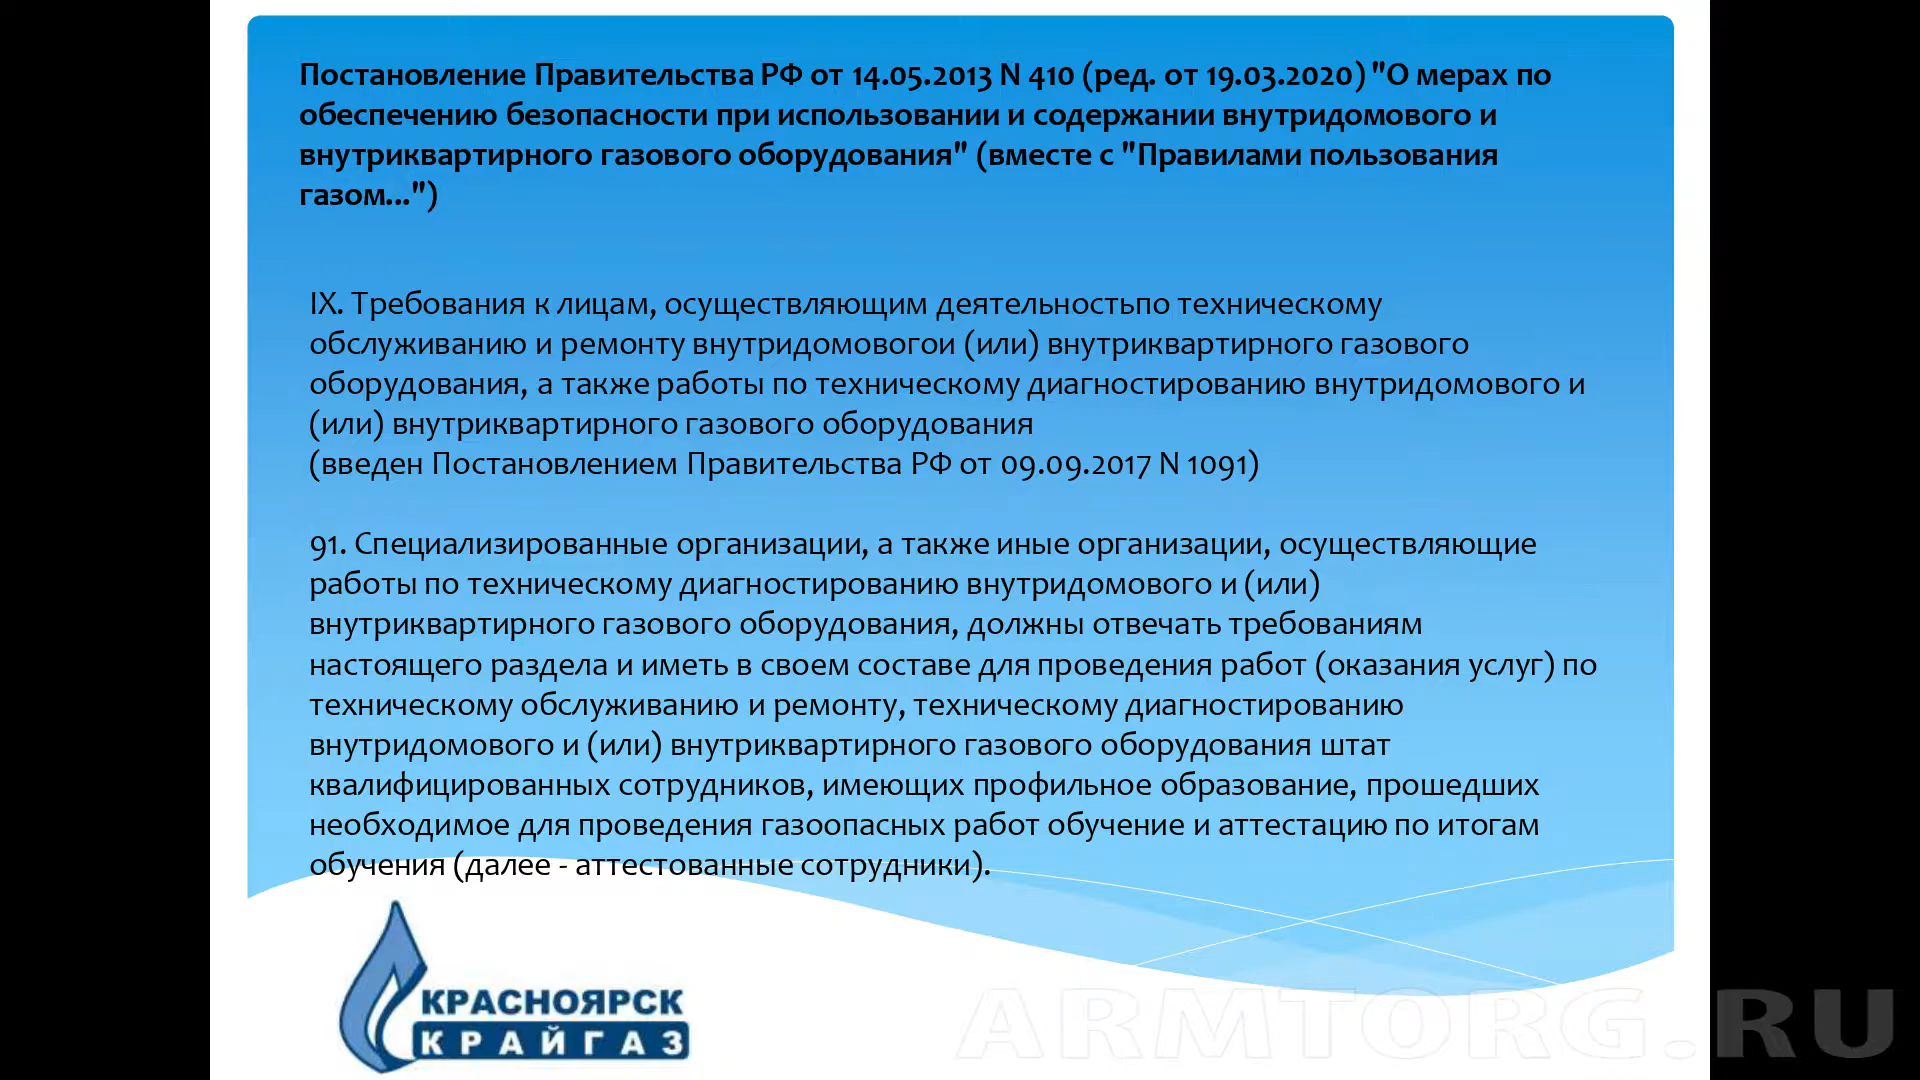 Постановление Правительства РФ от 14.05.2013 N 410 (ред. от 19.03.2020) "О мерах по
обеспечению безопасности при использовании и содержании внутридомового и
внутриквартирного газового оборудования" (вместе с "Правилами пользования
газом...")
IX. Требования к лицам, осуществляющим деятельностьпо техническому
обслуживанию и ремонту внутридомовогои (или) внутриквартирного газового
оборудования, а также работы по техническому диагностированию внутридомового и
(или) внутриквартирного газового оборудования
(введен Постановлением Правительства РФ от 09.09.2017 N 1091)
91. Специализированные организации, а также иные организации, осуществляющие
работы по техническому диагностированию внутридомового и (или)
внутриквартирного газового оборудования, должны отвечать требованиям
настоящего раздела и иметь в своем составе для проведения работ (оказания услуг) по
техническому обслуживанию и ремонту, техническому диагностированию
внутридомового и (или) внутриквартирного газового оборудования штат
квалифицированных сотрудников, имеющих профильное образование, прошедших
необходимое для проведения газоопасных работ обучение и аттестацию по итогам
обучения (далее - аттестованные сотрудники).
КРАСНОЯРСК
КРАЙГАЗ
ARMTORG.RU